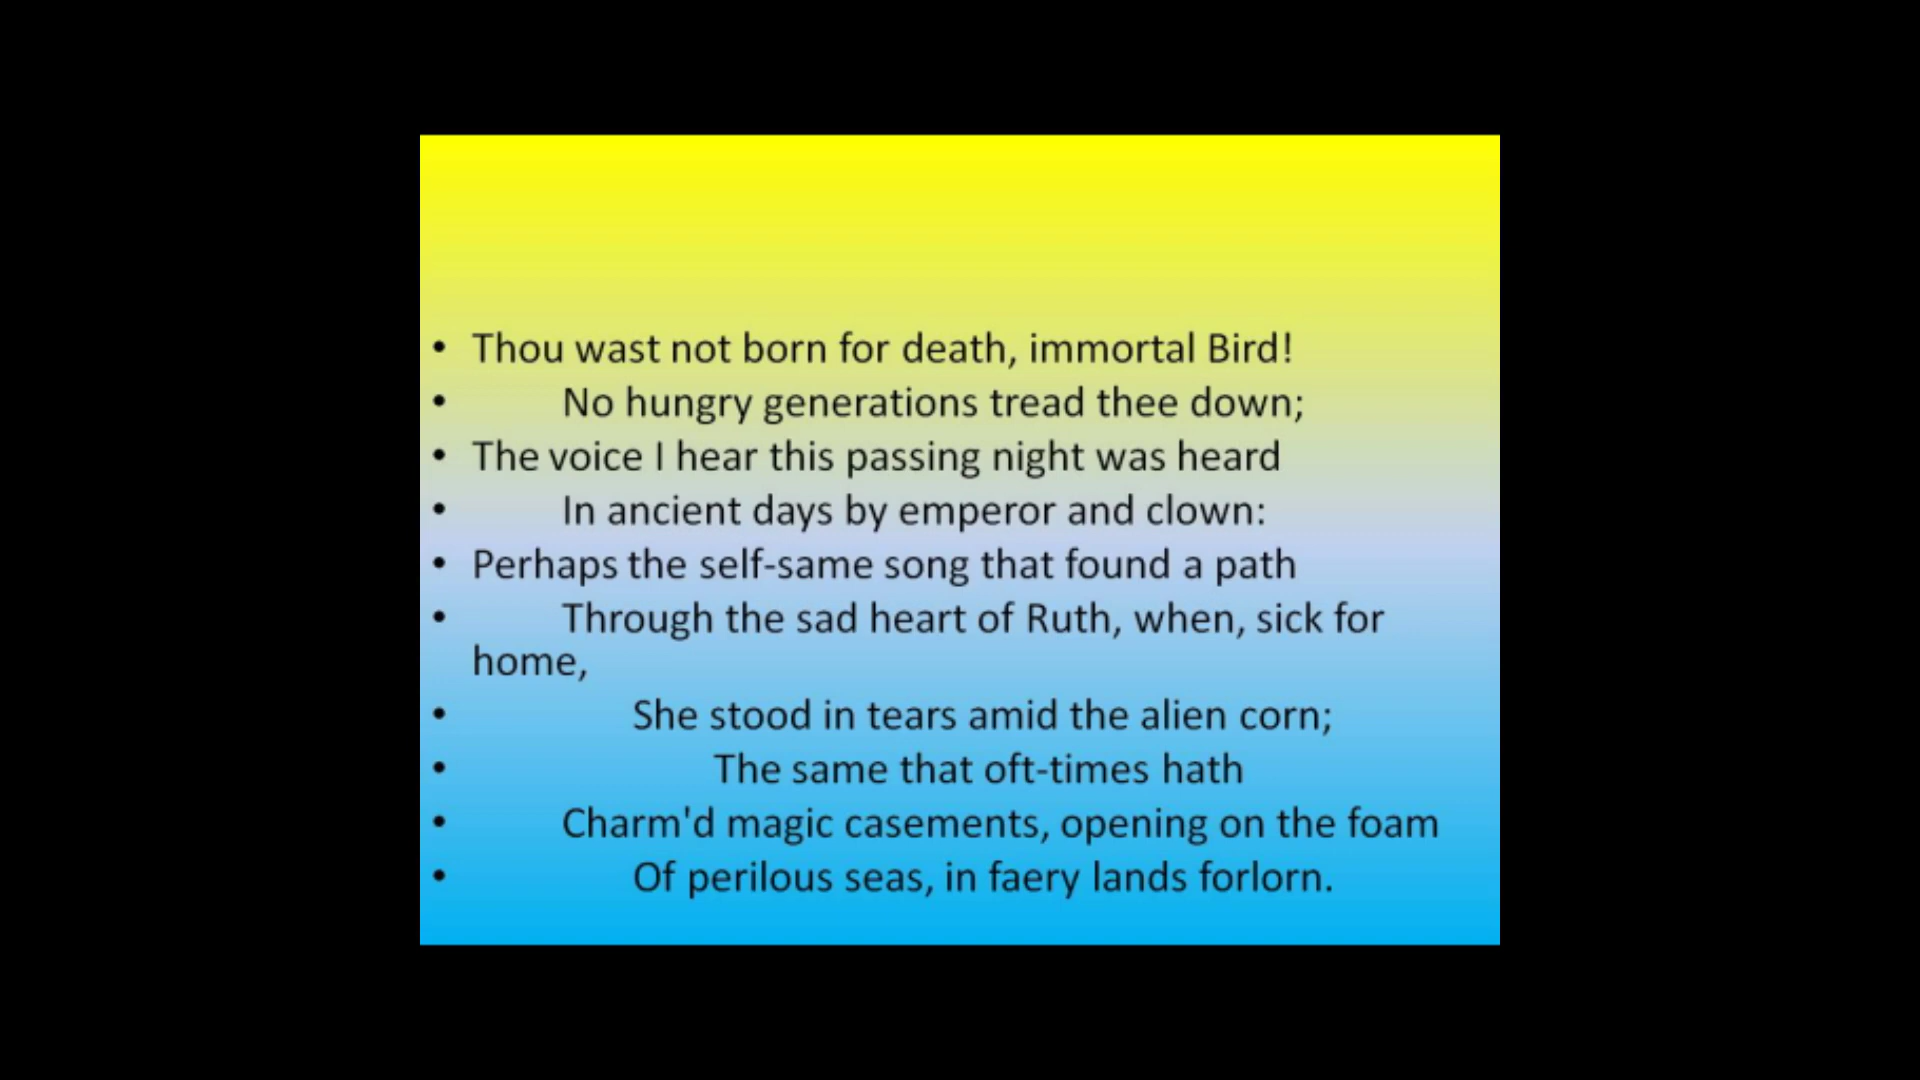 • Thou wast not born for death, immortal Bird!
• No hungry generations tread thee down;
• The voice I hear this passing night was heard
• In ancient days by emperor and clown:
• Perhaps the self-same song that found a path
• Through the sad heart of Ruth, when, sick for
home,
• She stood in tears amid the alien corn;
• The same that oft-times hath
• Charm'd magic casements, opening on the foam
• Of perilous seas, in faery lands forlorn.